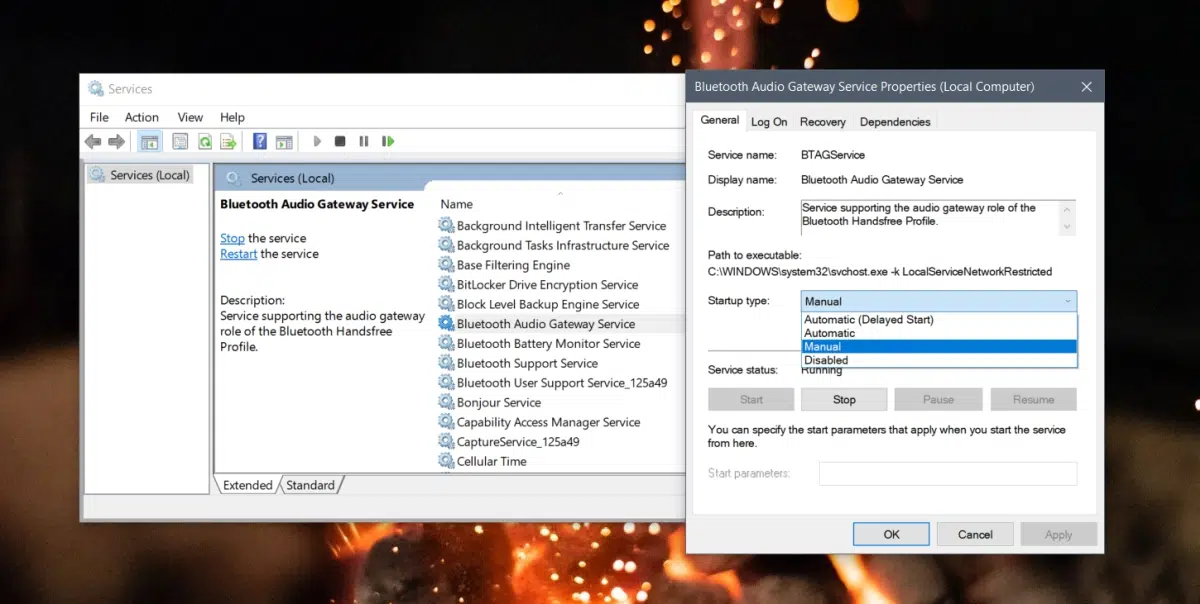 Services
File Action View Help
Services (Local)
Services (Local)
Bluetooth Audio Gateway Service
Stop the service
Restart the service
Description:
Service supporting the audio gateway
role of the Bluetooth Handsfree
Profile.
Name
Background Intelligent Transfer Service
Background Tasks Infrastructure Service
Base Filtering Engine
BitLocker Drive Encryption Service
Block Level Backup Engine Service
Bluetooth Audio Gateway Service
Bluetooth Battery Monitor Service
Bluetooth Support Service
Bluetooth User Support Service_125a49
Bonjour Service
Capability Access Manager Service
CaptureService_125a49
Cellular Time
Extended Standard
Bluetooth Audio Gateway Service Properties (Local Computer)
General Log On Recovery Dependencies
Service name: BTAGService
Display name: Bluetooth Audio Gateway Service
Description: Service supporting the audio gateway role of the
Bluetooth Handsfree Profile.
Path to executable:
C:\WINDOWS\system32\svchost.exe -k LocalServiceNetworkRestricted
Startup type: Manual
Automatic (Delayed Start)
Automatic
Manual
Disabled
Service status: Running
Start Stop Pause Resume
You can specify the start parameters that apply when you start the service
from here.
Start parameters:
OK Cancel Apply